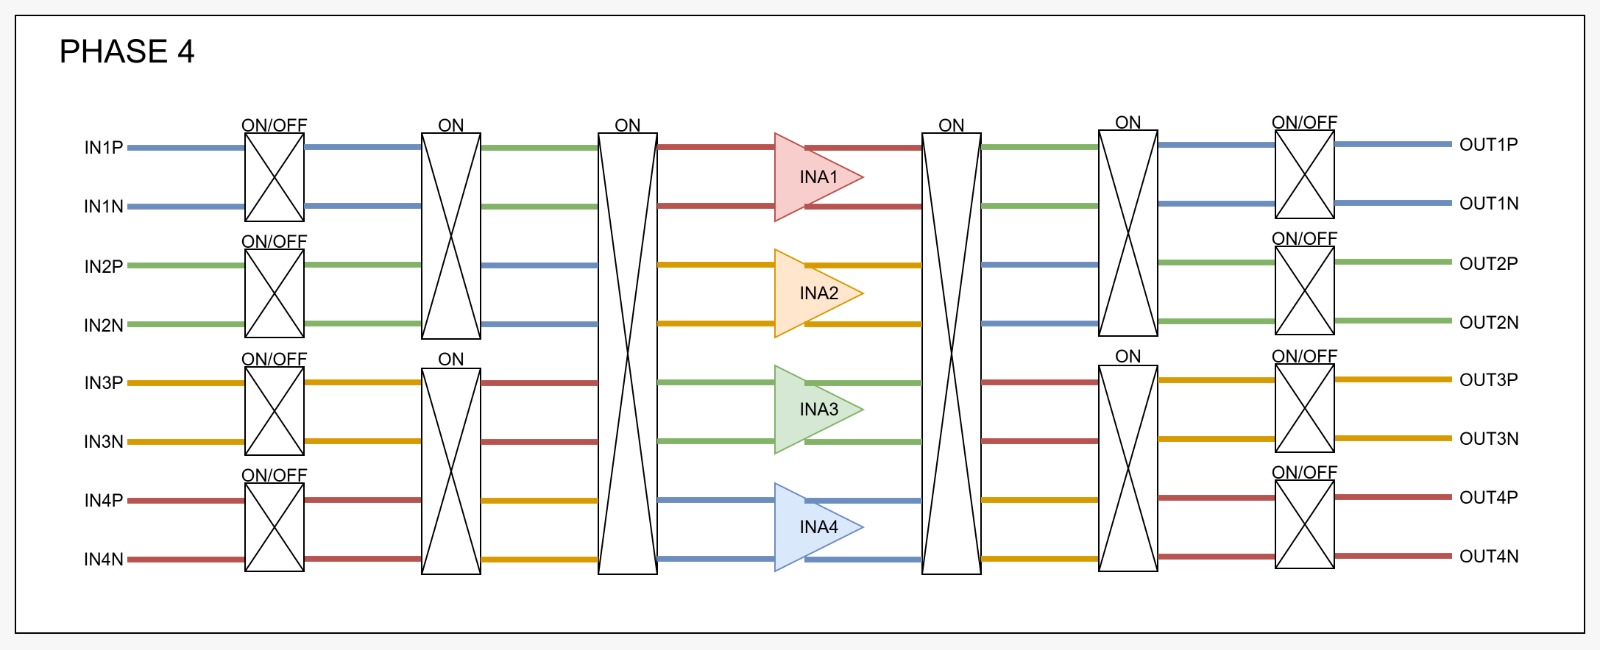 PHASE 4
ON/OFF
ON
ON
ON
ON
ON/OFF
IN1P
OUT1P
INA1
IN1N
OUT1N
ON/OFF
ON/OFF
IN2P
OUT2P
INA2
IN2N
OUT2N
ON/OFF
ON
ON
ON/OFF
IN3P
OUT3P
INA3
IN3N
OUT3N
ON/OFF
ON/OFF
IN4P
OUT4P
INA4
IN4N
OUT4N